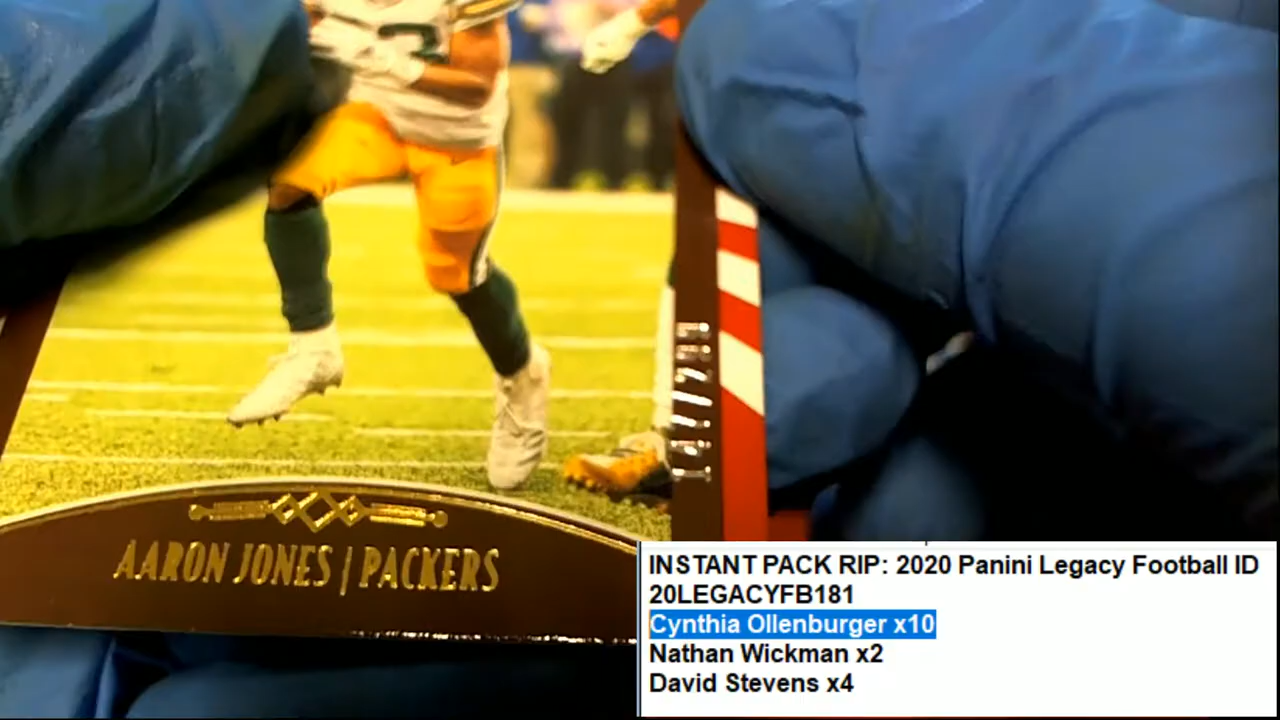 AARON JONES | PACKERS
INSTANT PACK RIP: 2020 Panini Legacy Football ID
20LEGACYFB181
Cynthia Ollenburger x10
Nathan Wickman x2
David Stevens x4